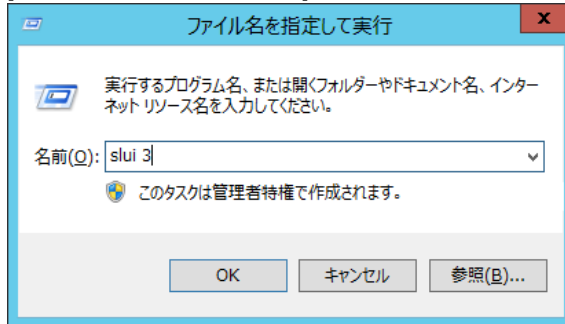 ファイル名を指定して実行
x
実行するプログラム名、または開くフォルダーやドキュメント名、インター
ネット リソース名を入力してください。
名前(O): slui 3
このタスクは管理者特権で作成されます。
OK キャンセル 参照(B)...